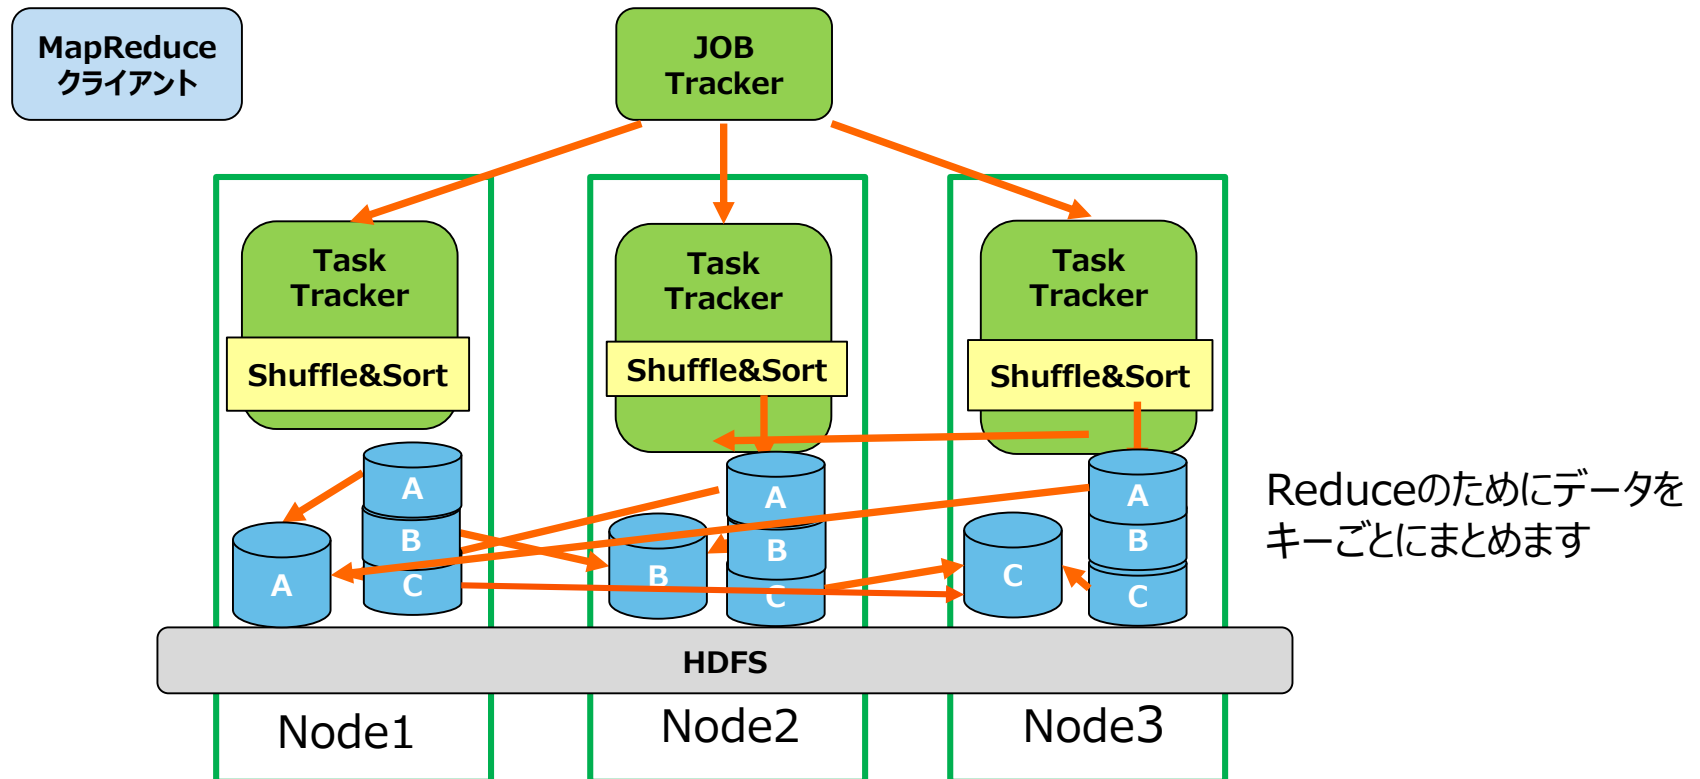 MapReduce
クライアント
JOB
Tracker
Task
Tracker
Task
Tracker
Task
Tracker
Shuffle&Sort
Shuffle&Sort
Shuffle&Sort
A
B
C
A
A
B
C
B
A
B
C
C
Reduceのためにデータを
キーごとにまとめます
HDFS
Node1
Node2
Node3